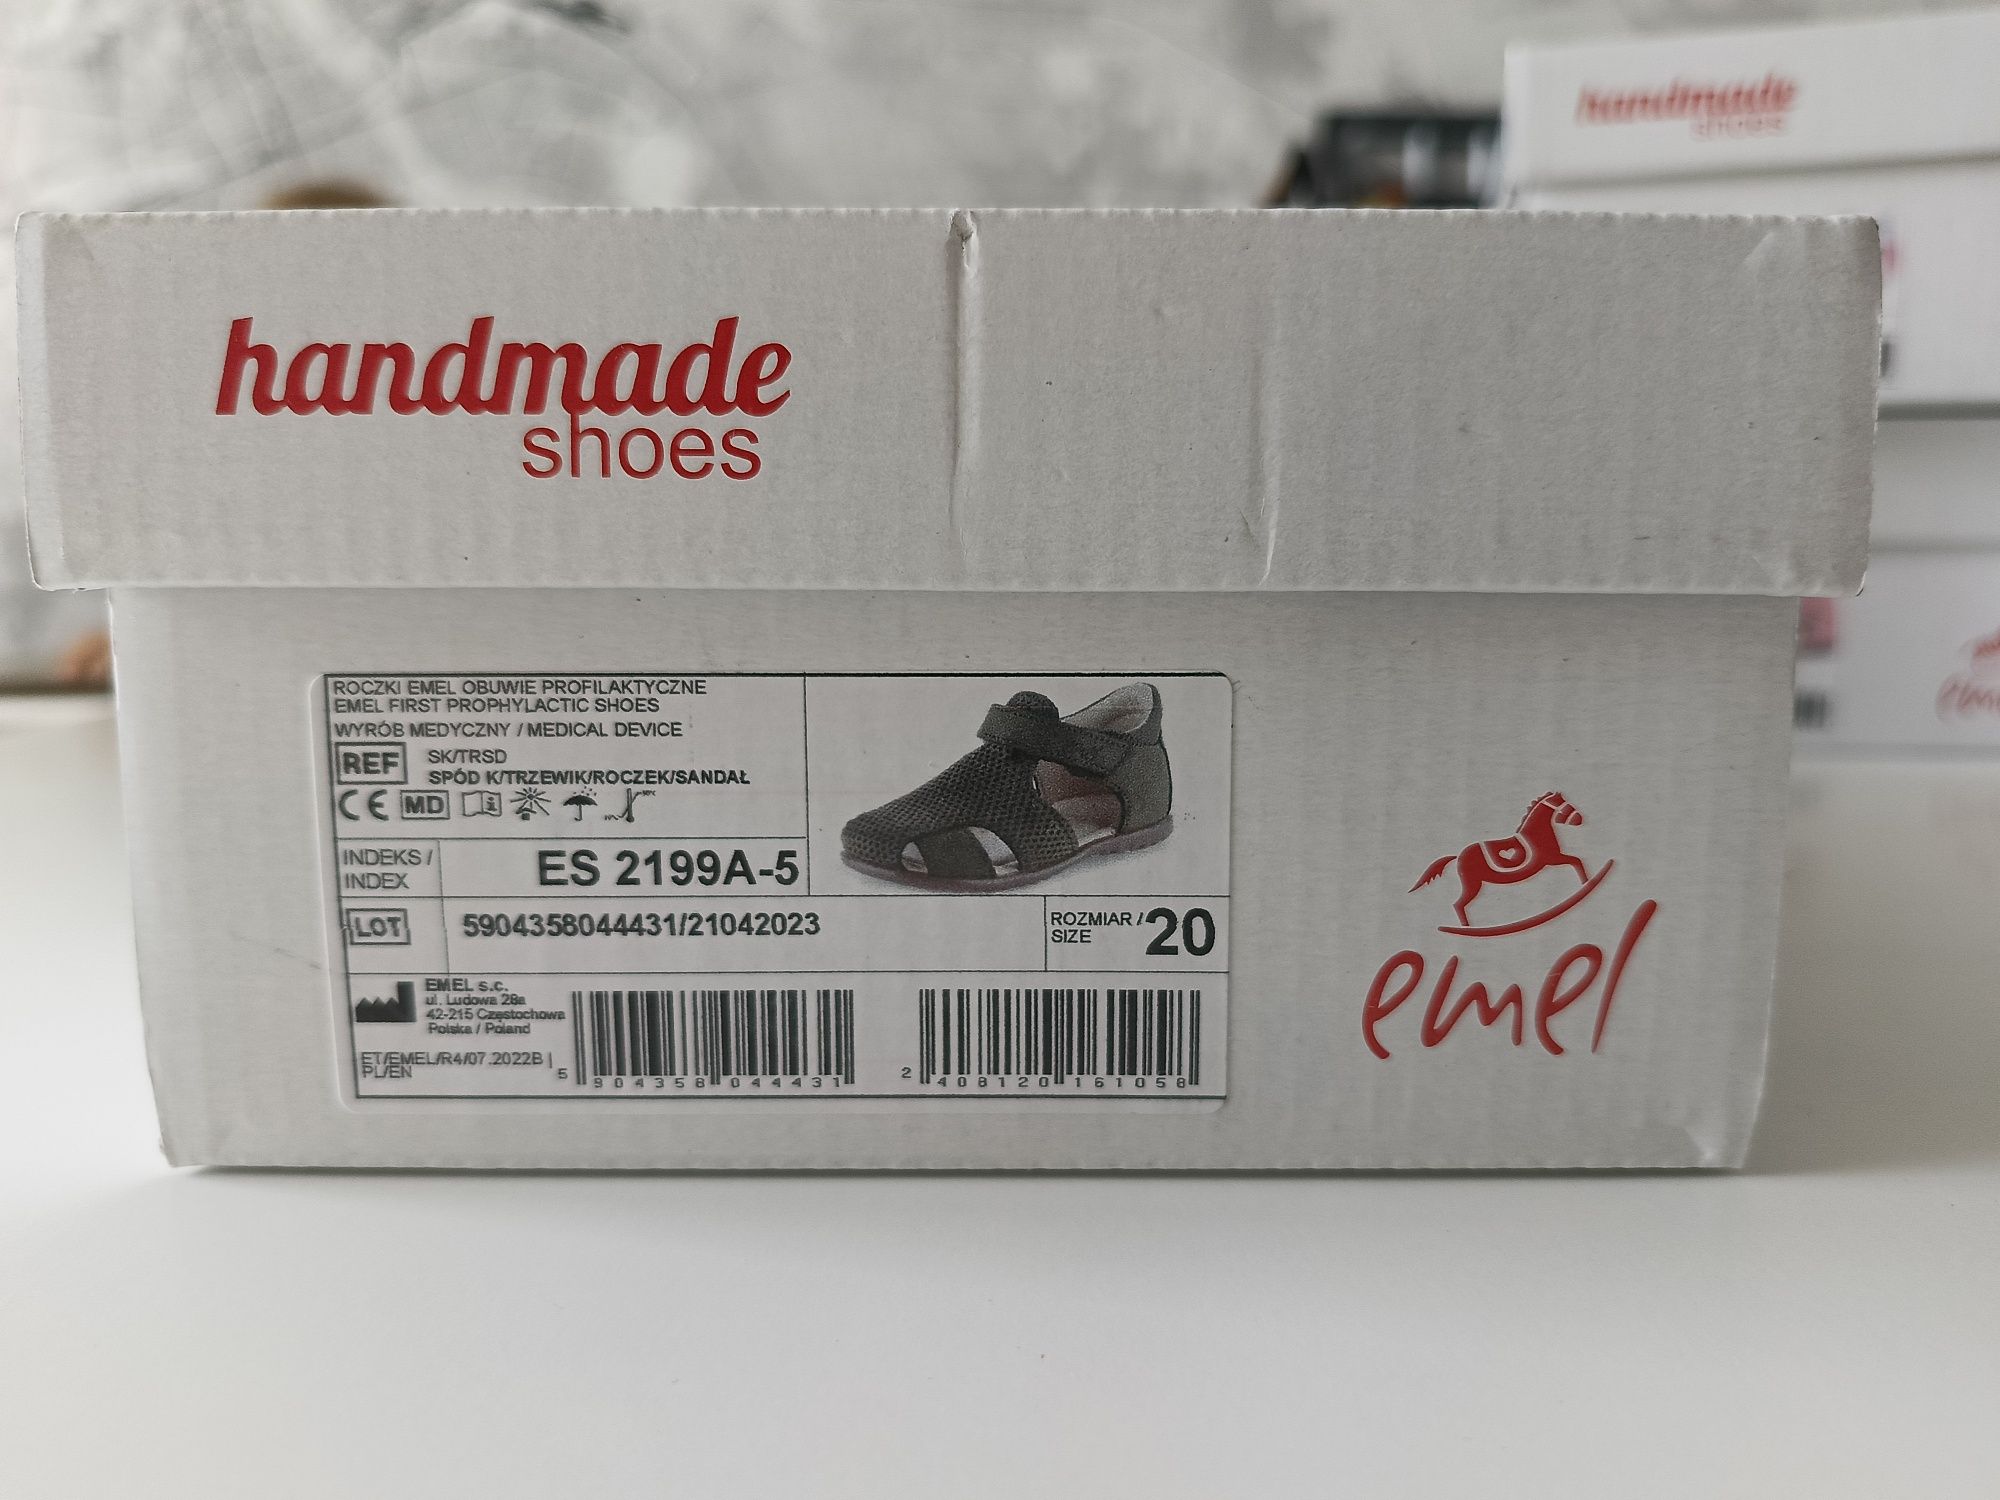 handmade
shoes
handmade
shoes
ROCZKI EMEL OBUWIE PROFILAKTYCZNE
EMEL FIRST PROPHYLACTIC SHOES
WYRÓB MEDYCZNY / MEDICAL DEVICE
REF SK/TRSD
SPÓD K/TRZEWIK/ROCZEK/SANDAŁ
CE MD
INDEKS / INDEX ES 2199A-5
LOT 5904358044431/21042023
ROZMIAR / SIZE 20
EMEL s.c.
ul. Ludowa 28a
42-215 Częstochowa
Polska / Poland
ET/EMEL/R4/07.2022B |
PL/EN
5 904358 044431
2 408120 161058
emel